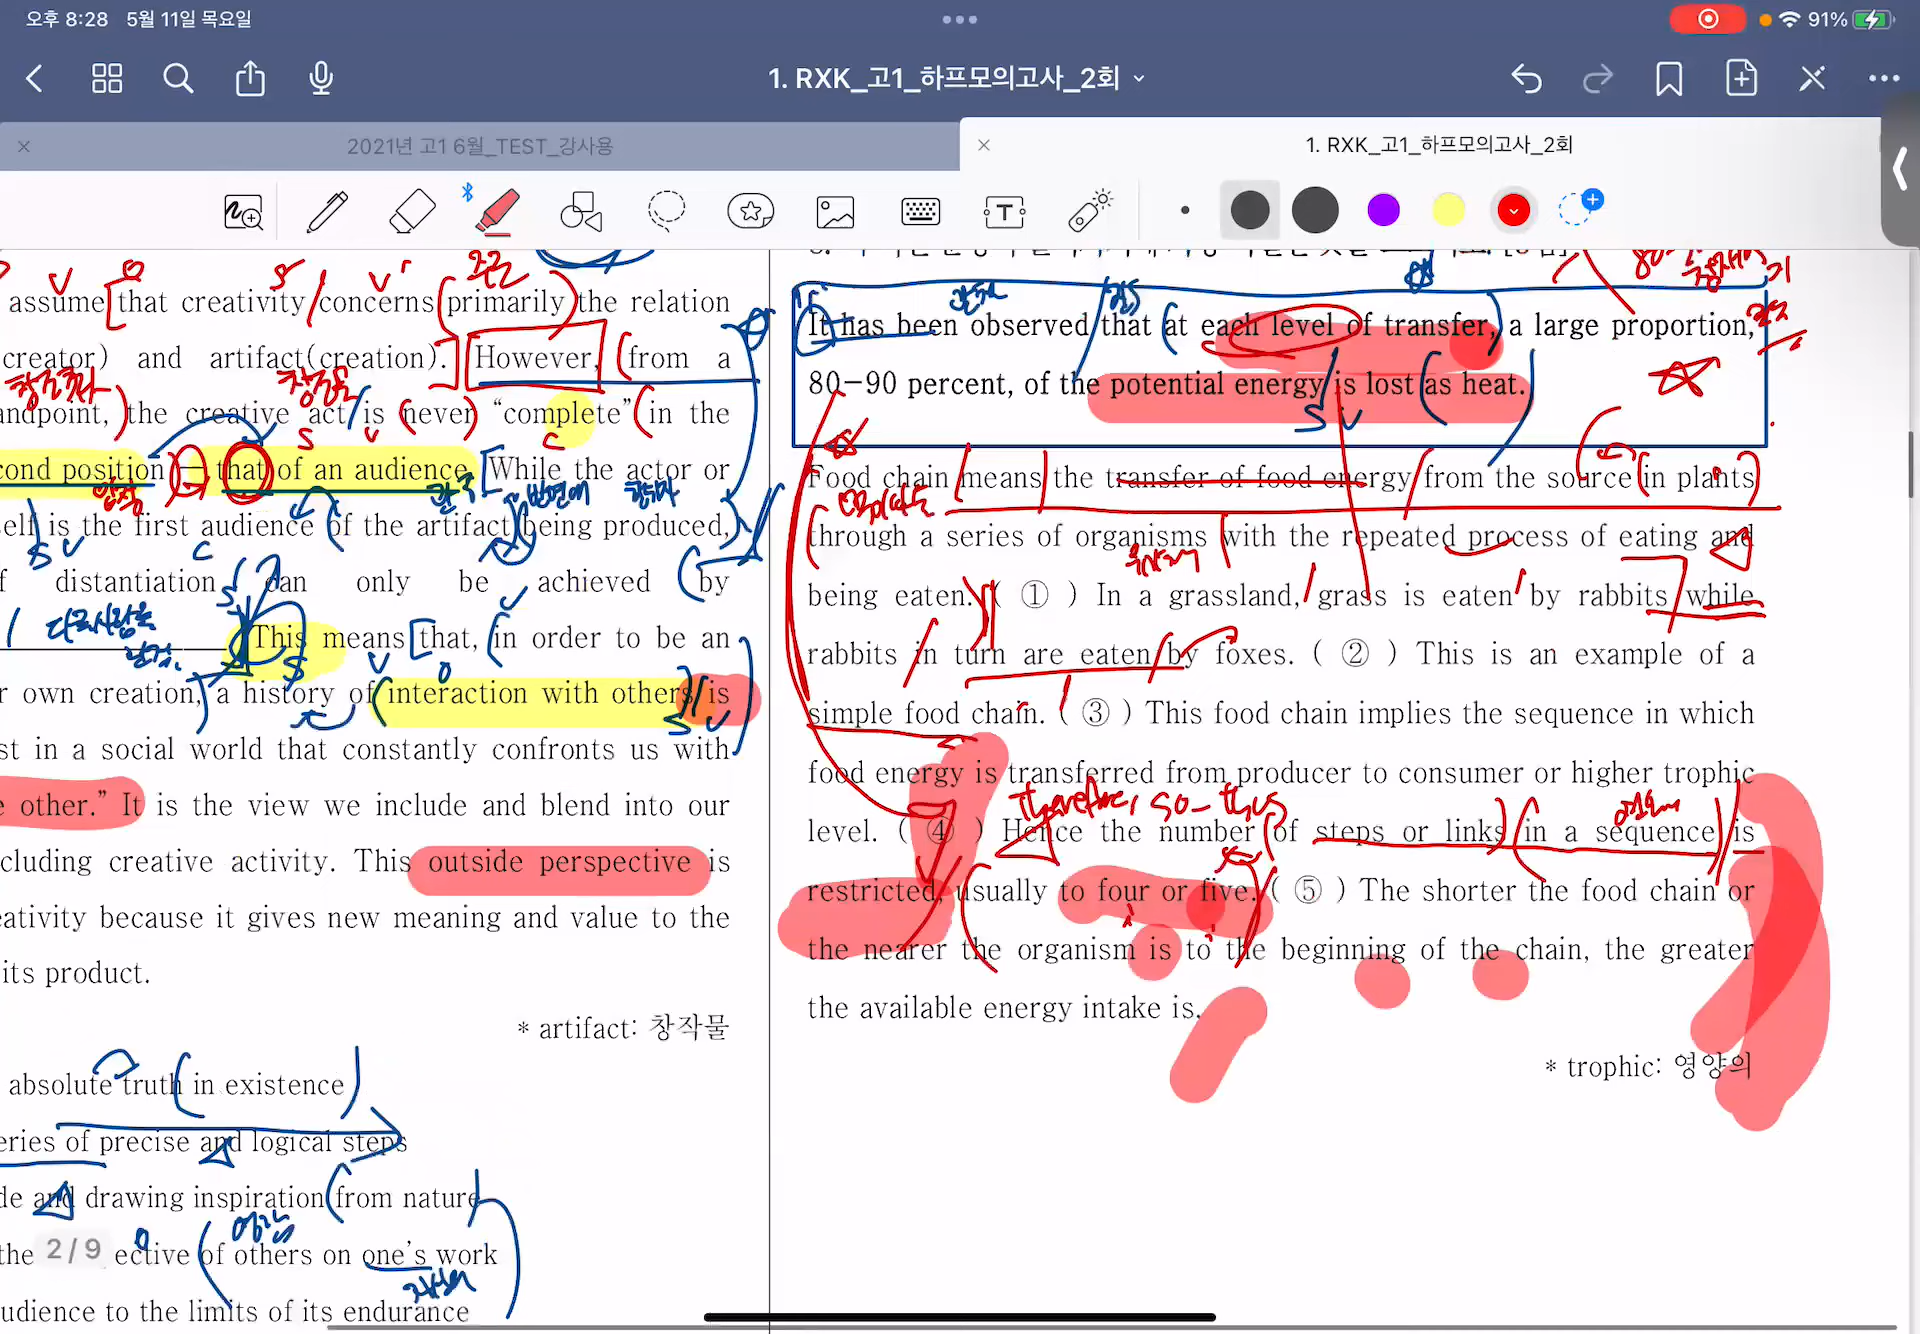 오후 8:28 5월 11일 목요일
91%
1. RXK_고1_하프모의고사_2회
2021년 고1 6월_TEST_강사용
1. RXK_고1_하프모의고사_2회
assume that creativity concerns primarily the relation
creator) and artifact(creation). However, from a
andpoint, the creative act is never “complete” in the
cond position — that of an audience. While the actor or
self is the first audience of the artifact being produced,
f distantiation can only be achieved by
This means that, in order to be an
r own creation, a history of interaction with others is
st in a social world that constantly confronts us with
e other.” It is the view we include and blend into our
cluding creative activity. This outside perspective is
eativity because it gives new meaning and value to the
its product.
* artifact: 창작물
absolute truth in existence
eries of precise and logical steps
de and drawing inspiration from nature
the ective of others on one’s work
udience to the limits of its endurance
2 / 9
It has been observed that at each level of transfer, a large proportion,
80−90 percent, of the potential energy is lost as heat.
Food chain means the transfer of food energy from the source in plants
through a series of organisms with the repeated process of eating and
being eaten. ( ① ) In a grassland, grass is eaten by rabbits while
rabbits in turn are eaten by foxes. ( ② ) This is an example of a
simple food chain. ( ③ ) This food chain implies the sequence in which
food energy is transferred from producer to consumer or higher trophic
therefore, so - thus
level. ( ④ ) Hence the number of steps or links in a sequence is
restricted, usually to four or five. ( ⑤ ) The shorter the food chain or
the nearer the organism is to the beginning of the chain, the greater
the available energy intake is.
* trophic: 영양의